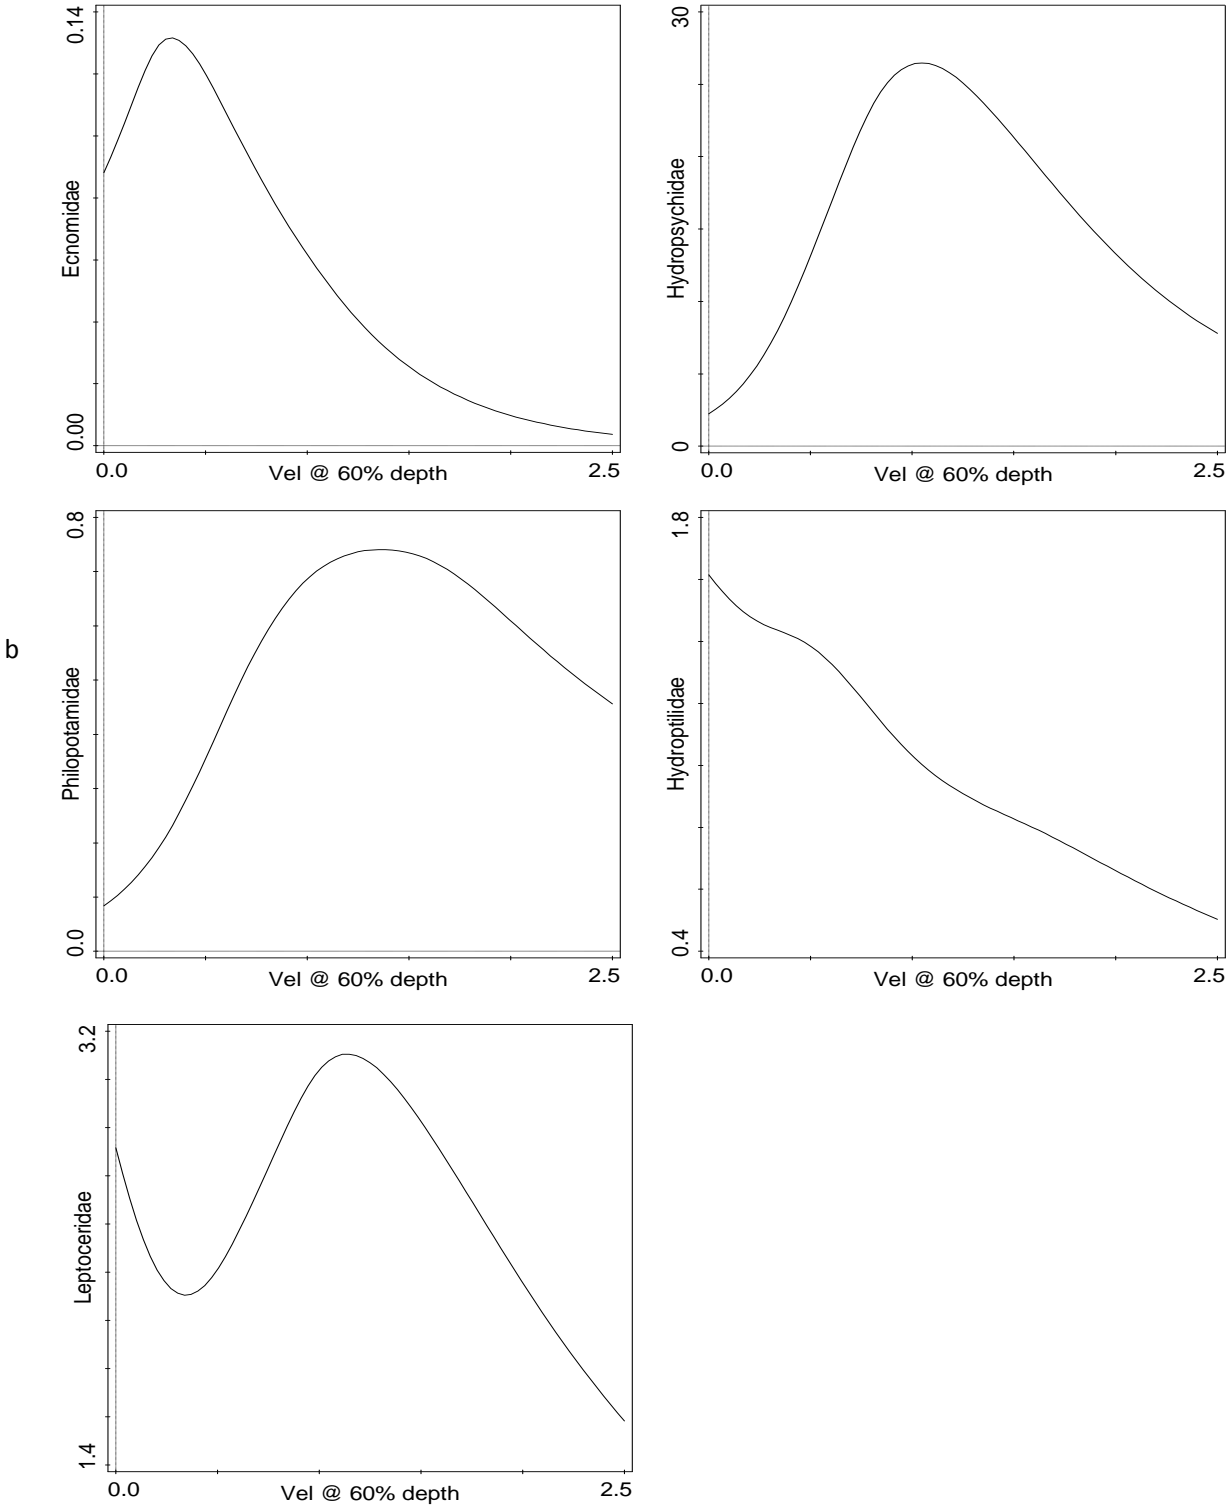 0.14
Ecnomidae
0.00
0.0
Vel @ 60% depth
2.5
30
Hydropsychidae
0
0.0
Vel @ 60% depth
2.5
b
0.8
Philopotamidae
0.0
0.0
Vel @ 60% depth
2.5
1.8
Hydroptilidae
0.4
0.0
Vel @ 60% depth
2.5
3.2
Leptoceridae
1.4
0.0
Vel @ 60% depth
2.5